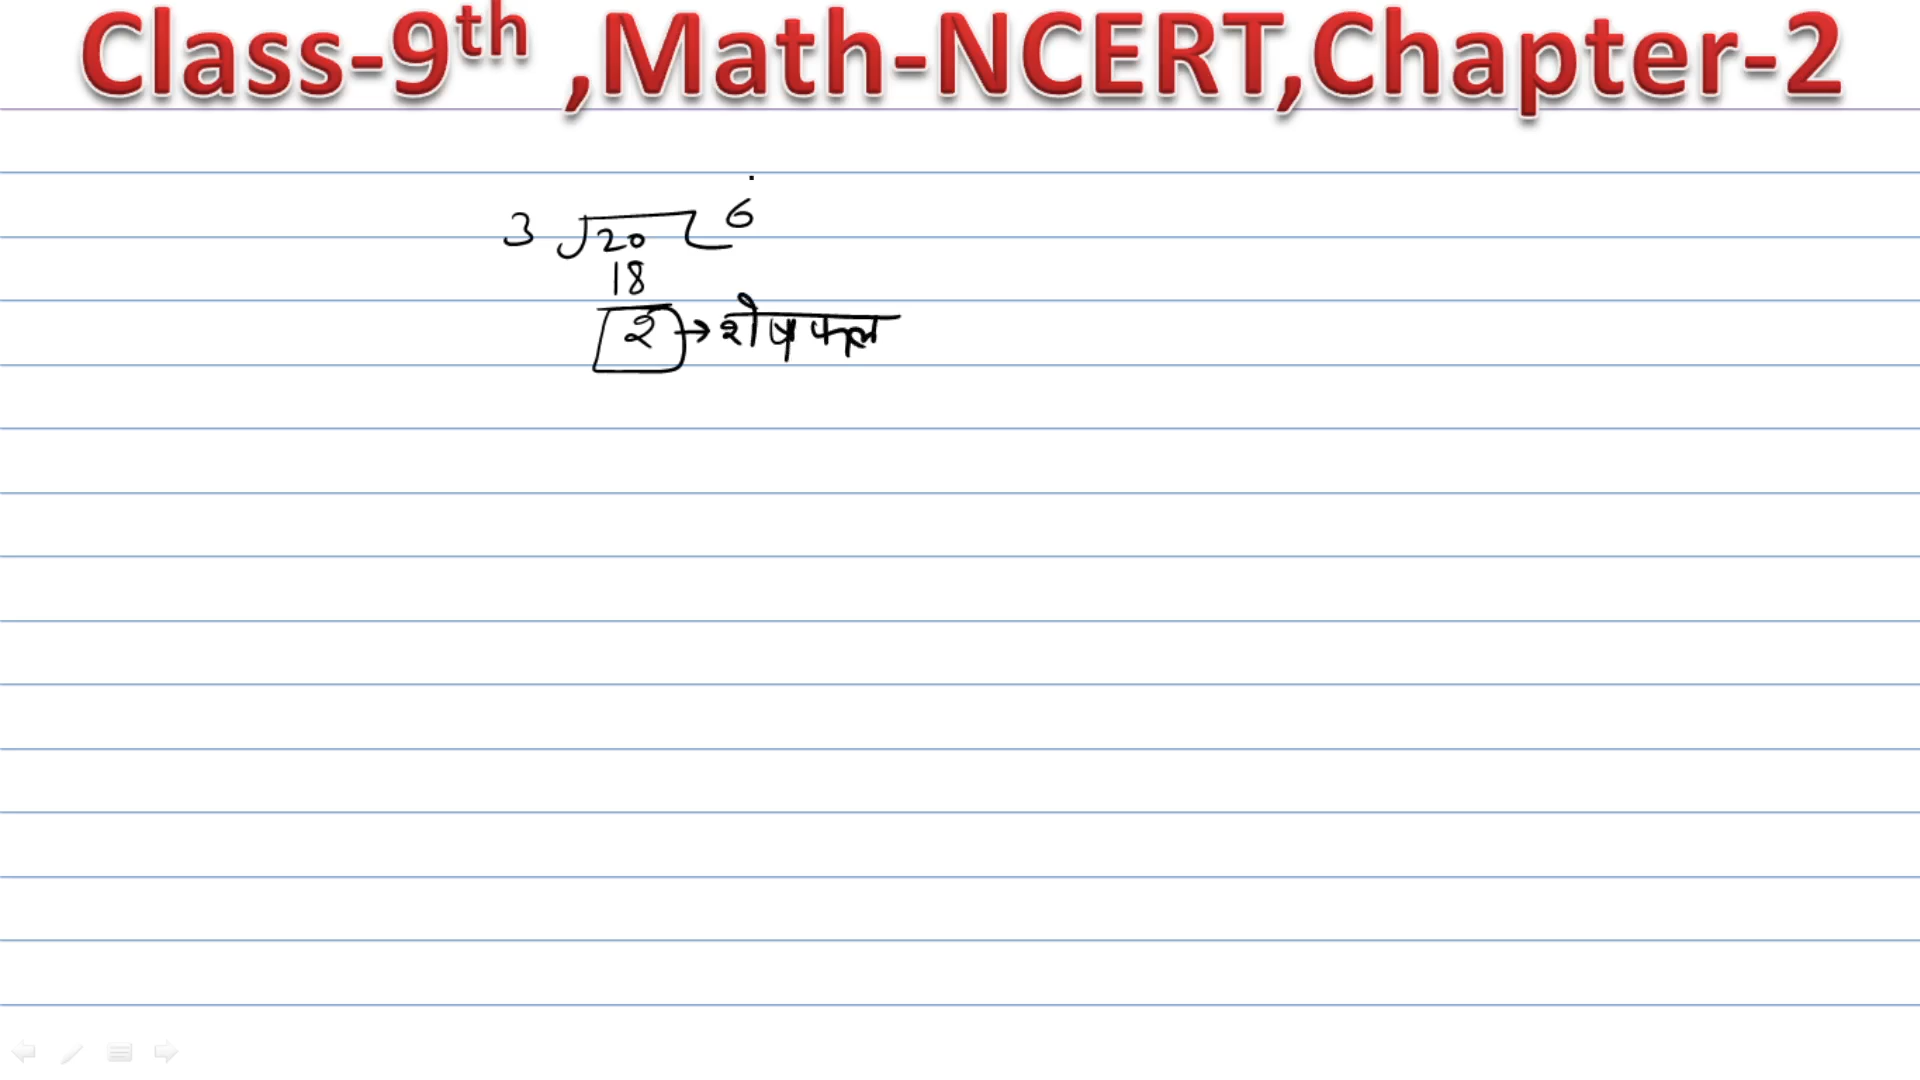 Class-9th ,Math-NCERT,Chapter-2
3 20 6
18
2 → शेषफल